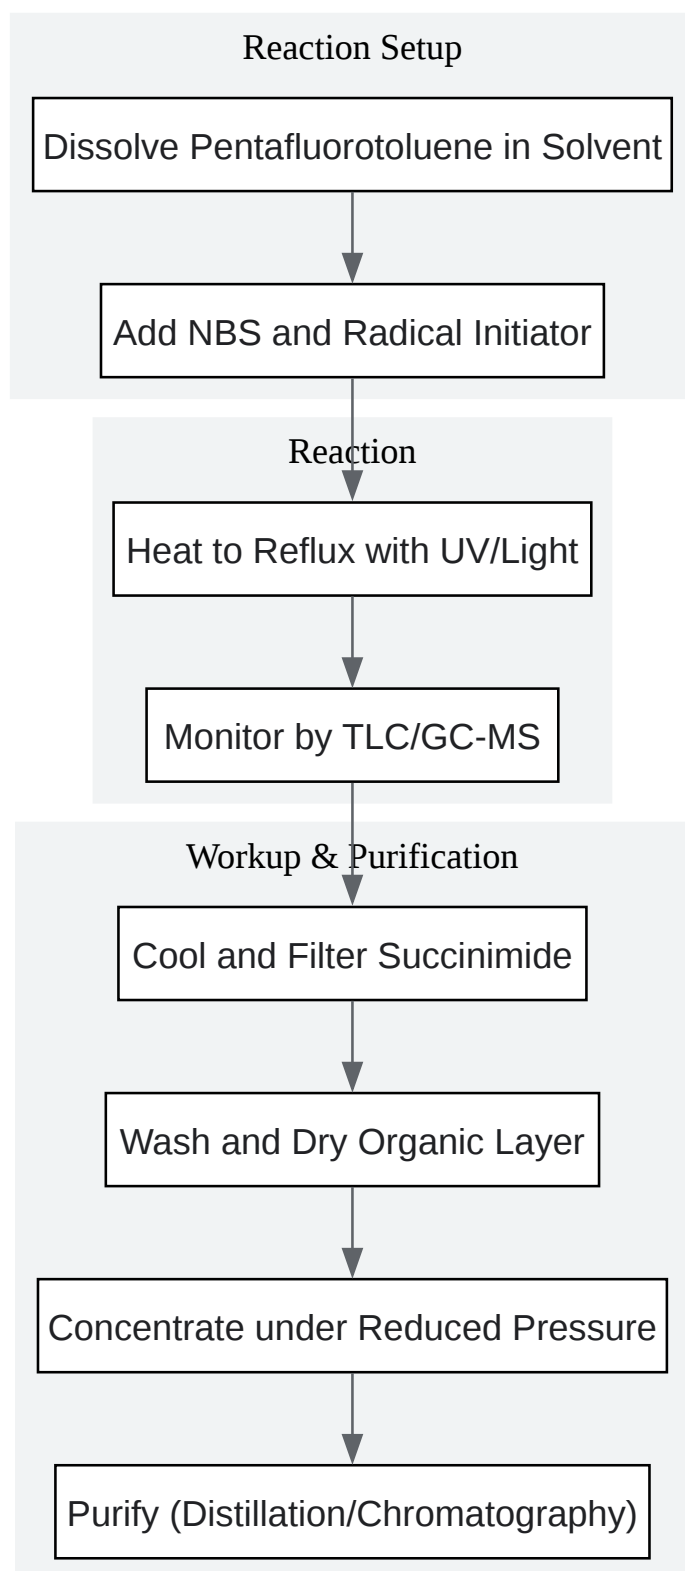 Reaction Setup
Dissolve Pentafluorotoluene in Solvent
Add NBS and Radical Initiator
Reaction
Heat to Reflux with UV/Light
Monitor by TLC/GC-MS
Workup & Purification
Cool and Filter Succinimide
Wash and Dry Organic Layer
Concentrate under Reduced Pressure
Purify (Distillation/Chromatography)